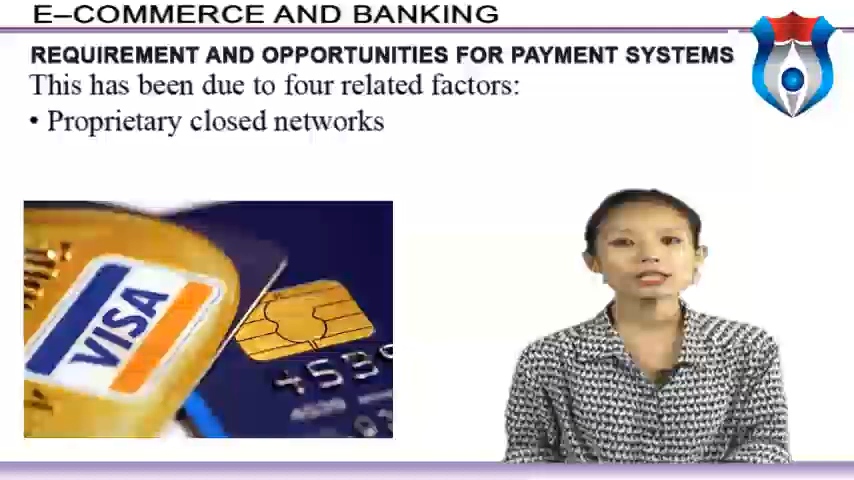 E–COMMERCE AND BANKING
REQUIREMENT AND OPPORTUNITIES FOR PAYMENT SYSTEMS
This has been due to four related factors:
• Proprietary closed networks
VISA